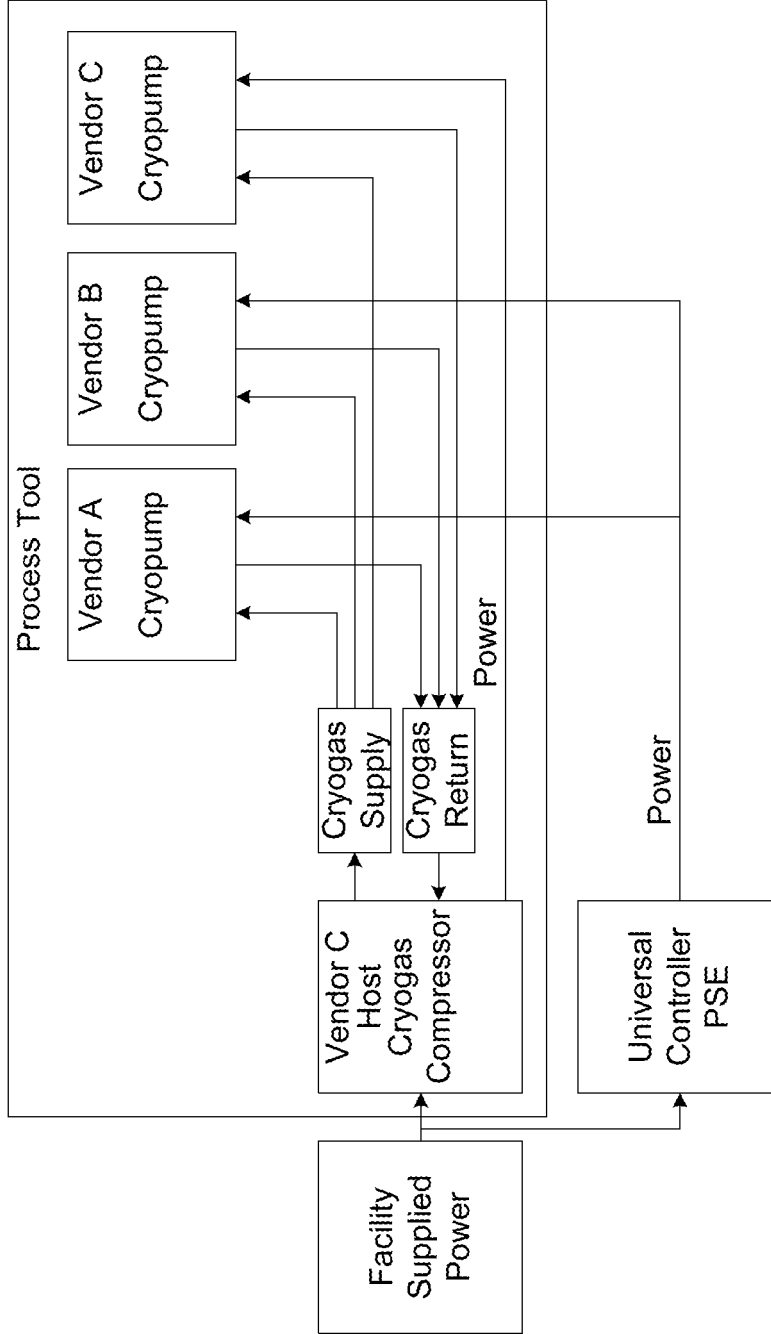 Process Tool
Vendor A
Cryopump
Vendor B
Cryopump
Vendor C
Cryopump
Cryogas
Supply
Cryogas
Return
Power
Vendor C
Host
Cryogas
Compressor
Facility
Supplied
Power
Universal
Controller
PSE
Power